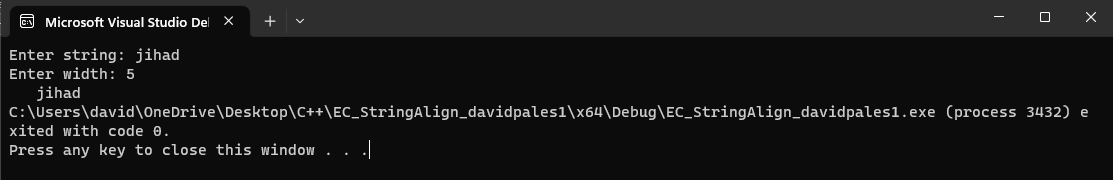 Microsoft Visual Studio Del
Enter string: jihad
Enter width: 5
   jihad
C:\Users\david\OneDrive\Desktop\C++\EC_StringAlign_davidpales1\x64\Debug\EC_StringAlign_davidpales1.exe (process 3432) e
xited with code 0.
Press any key to close this window . . .